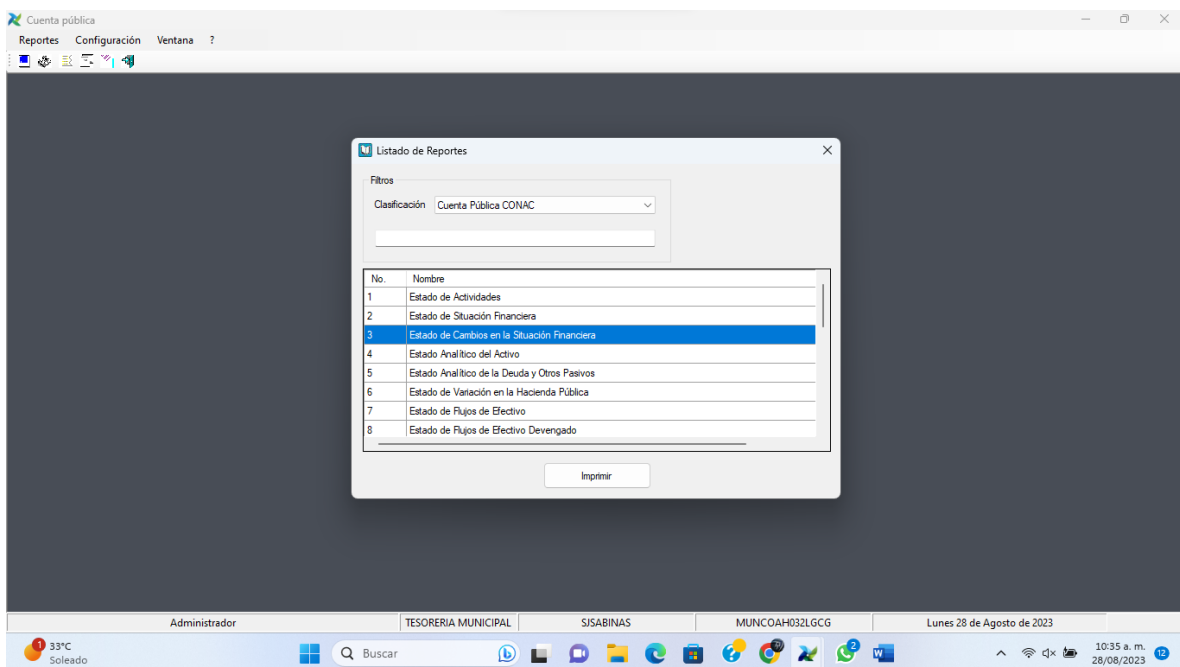 Cuenta pública
Reportes Configuración Ventana ?
Listado de Reportes
Filtros
Clasificación Cuenta Pública CONAC
No. Nombre
1 Estado de Actividades
2 Estado de Situación Financiera
3 Estado de Cambios en la Situación Financiera
4 Estado Analítico del Activo
5 Estado Analítico de la Deuda y Otros Pasivos
6 Estado de Variación en la Hacienda Pública
7 Estado de Flujos de Efectivo
8 Estado de Flujos de Efectivo Devengado
Imprimir
Administrador TESORERIA MUNICIPAL SJSABINAS MUNCOAH032LGCG Lunes 28 de Agosto de 2023
1 33°C
Soleado
Buscar
2
10:35 a. m.
28/08/2023
12